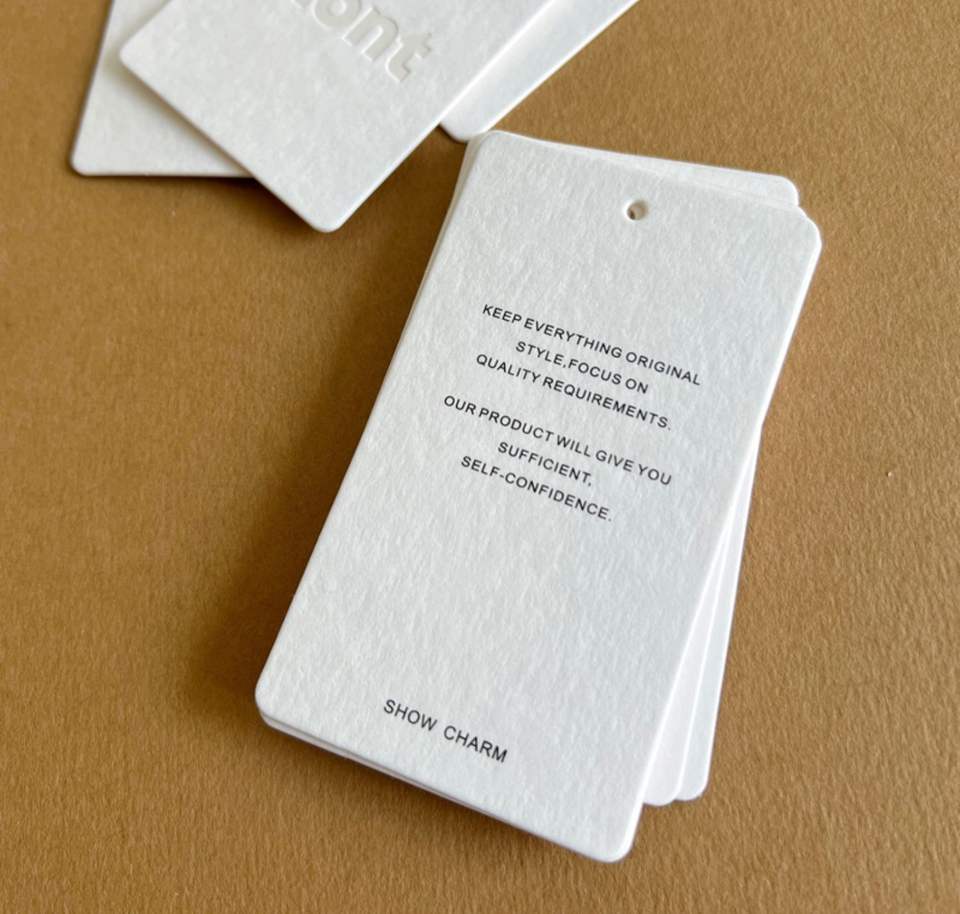 KEEP EVERYTHING ORIGINAL
STYLE,FOCUS ON
QUALITY REQUIREMENTS.
OUR PRODUCT WILL GIVE YOU
SUFFICIENT,
SELF-CONFIDENCE.
SHOW CHARM